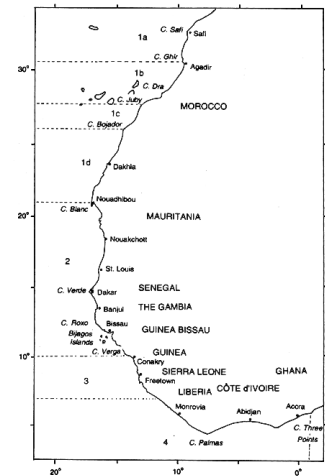 1a
C. Safi
Safi
C. Ghir
Agadir
30°
1b
C. Dra
C. Juby
MOROCCO
1c
C. Bojador
1d
Dakhla
Nouadhibou
C. Blanc
20°
MAURITANIA
Nouakchott
2
St. Louis
C. Verde
Dakar
SENEGAL
Banjul
THE GAMBIA
C. Roxo
Bissau
GUINEA BISSAU
Bijagos
Islands
C. Verga
10°
GUINEA
Conakry
SIERRA LEONE
GHANA
Freetown
3
LIBERIA
CÔTE d'IVOIRE
Monrovia
Abidjan
Accra
C. Three
Points
4
C. Palmas
20°
10°
0°